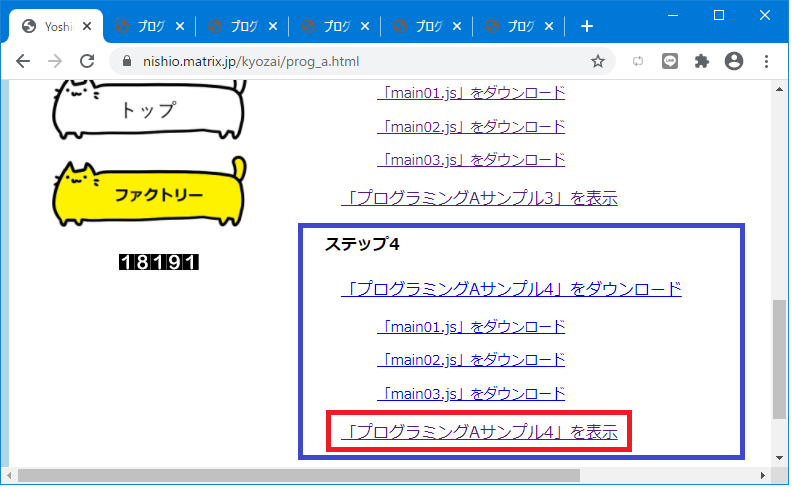 Yoshi
プログ
プログ
プログ
プログ
プログ
nishio.matrix.jp/kyozai/prog_a.html
LINE
トップ
ファクトリー
18191
「main01.js」をダウンロード
「main02.js」をダウンロード
「main03.js」をダウンロード
「プログラミングAサンプル3」を表示
ステップ4
「プログラミングAサンプル4」をダウンロード
「main01.js」をダウンロード
「main02.js」をダウンロード
「main03.js」をダウンロード
「プログラミングAサンプル4」を表示